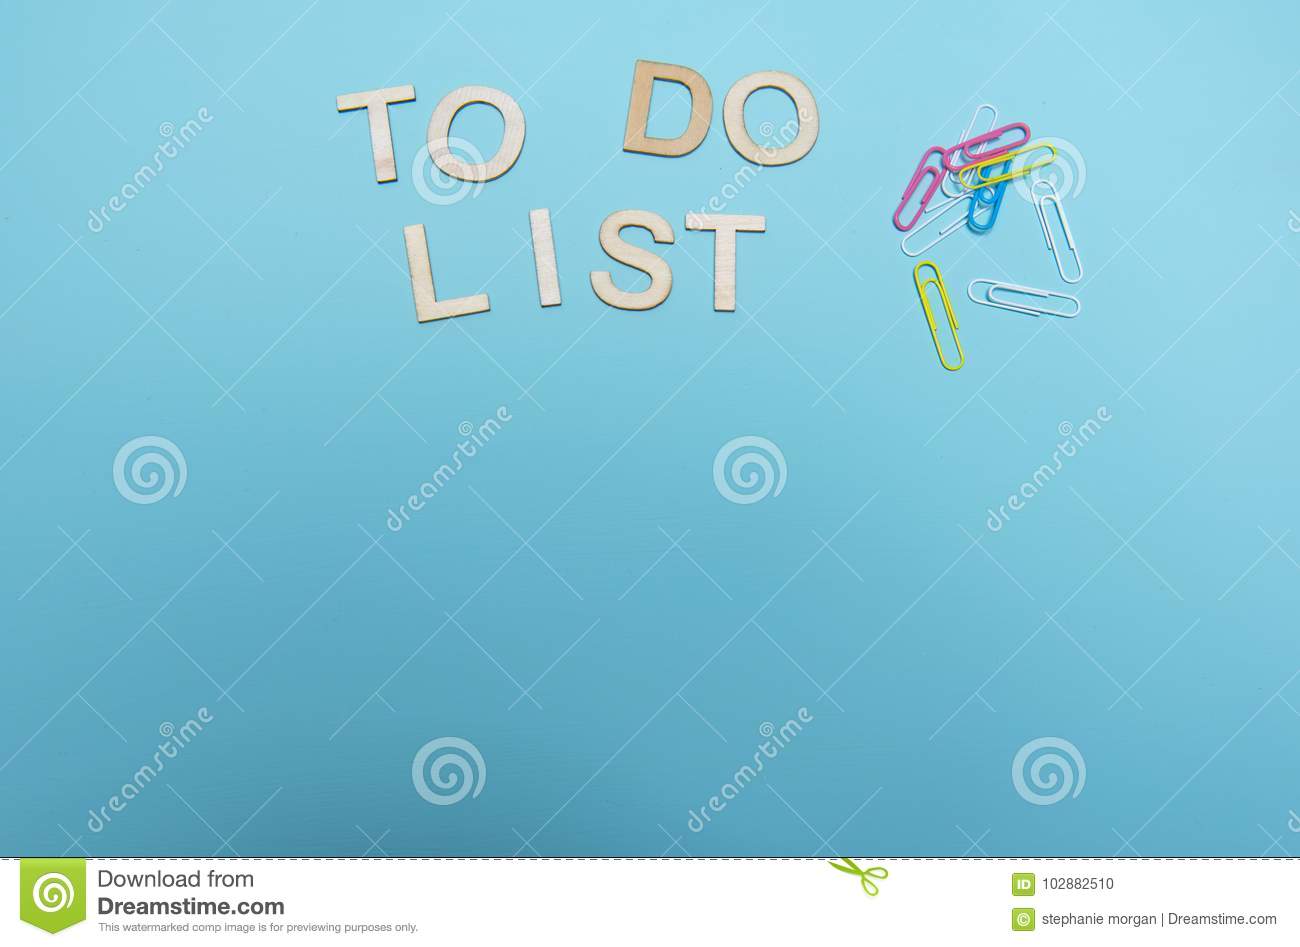 TO DO
LIST
dreamstime
dreamstime
dreamstime
dreamstime
dreamstime
dreamstime
dreamstime
Download from
Dreamstime.com
This watermarked comp image is for previewing purposes only.
ID 102882510
© stephanie morgan | Dreamstime.com